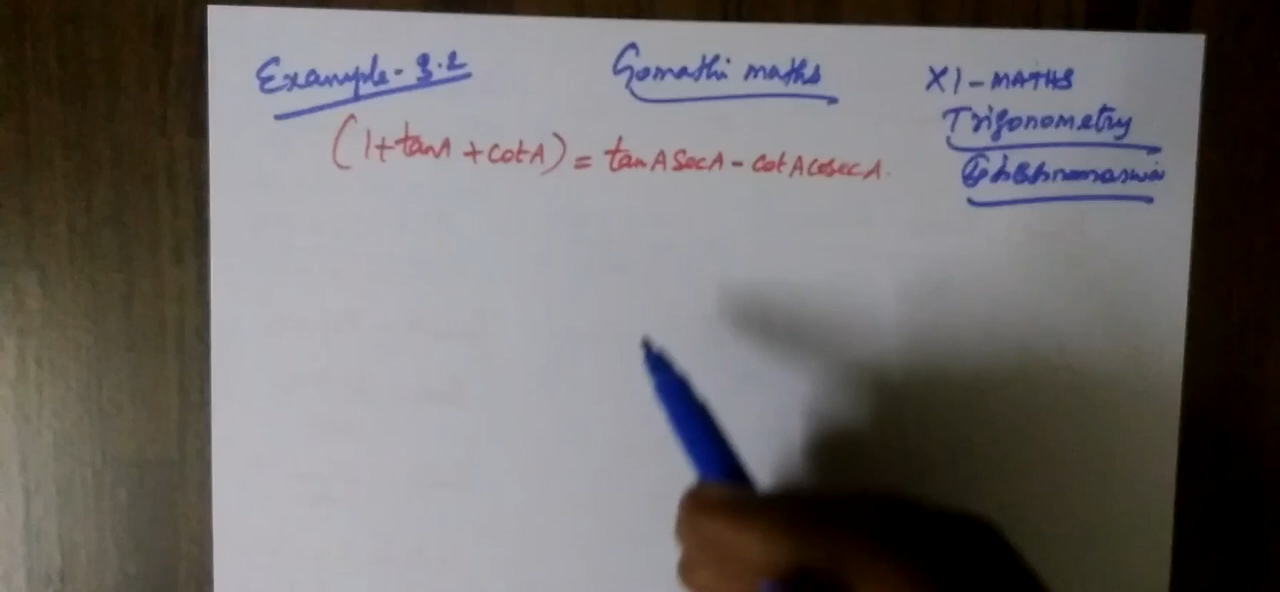 Example-3.2
Gomathi maths
XI-MATHS
Trigonometry
(1+tanA+cotA) = tanA SecA - cotA cosecA.